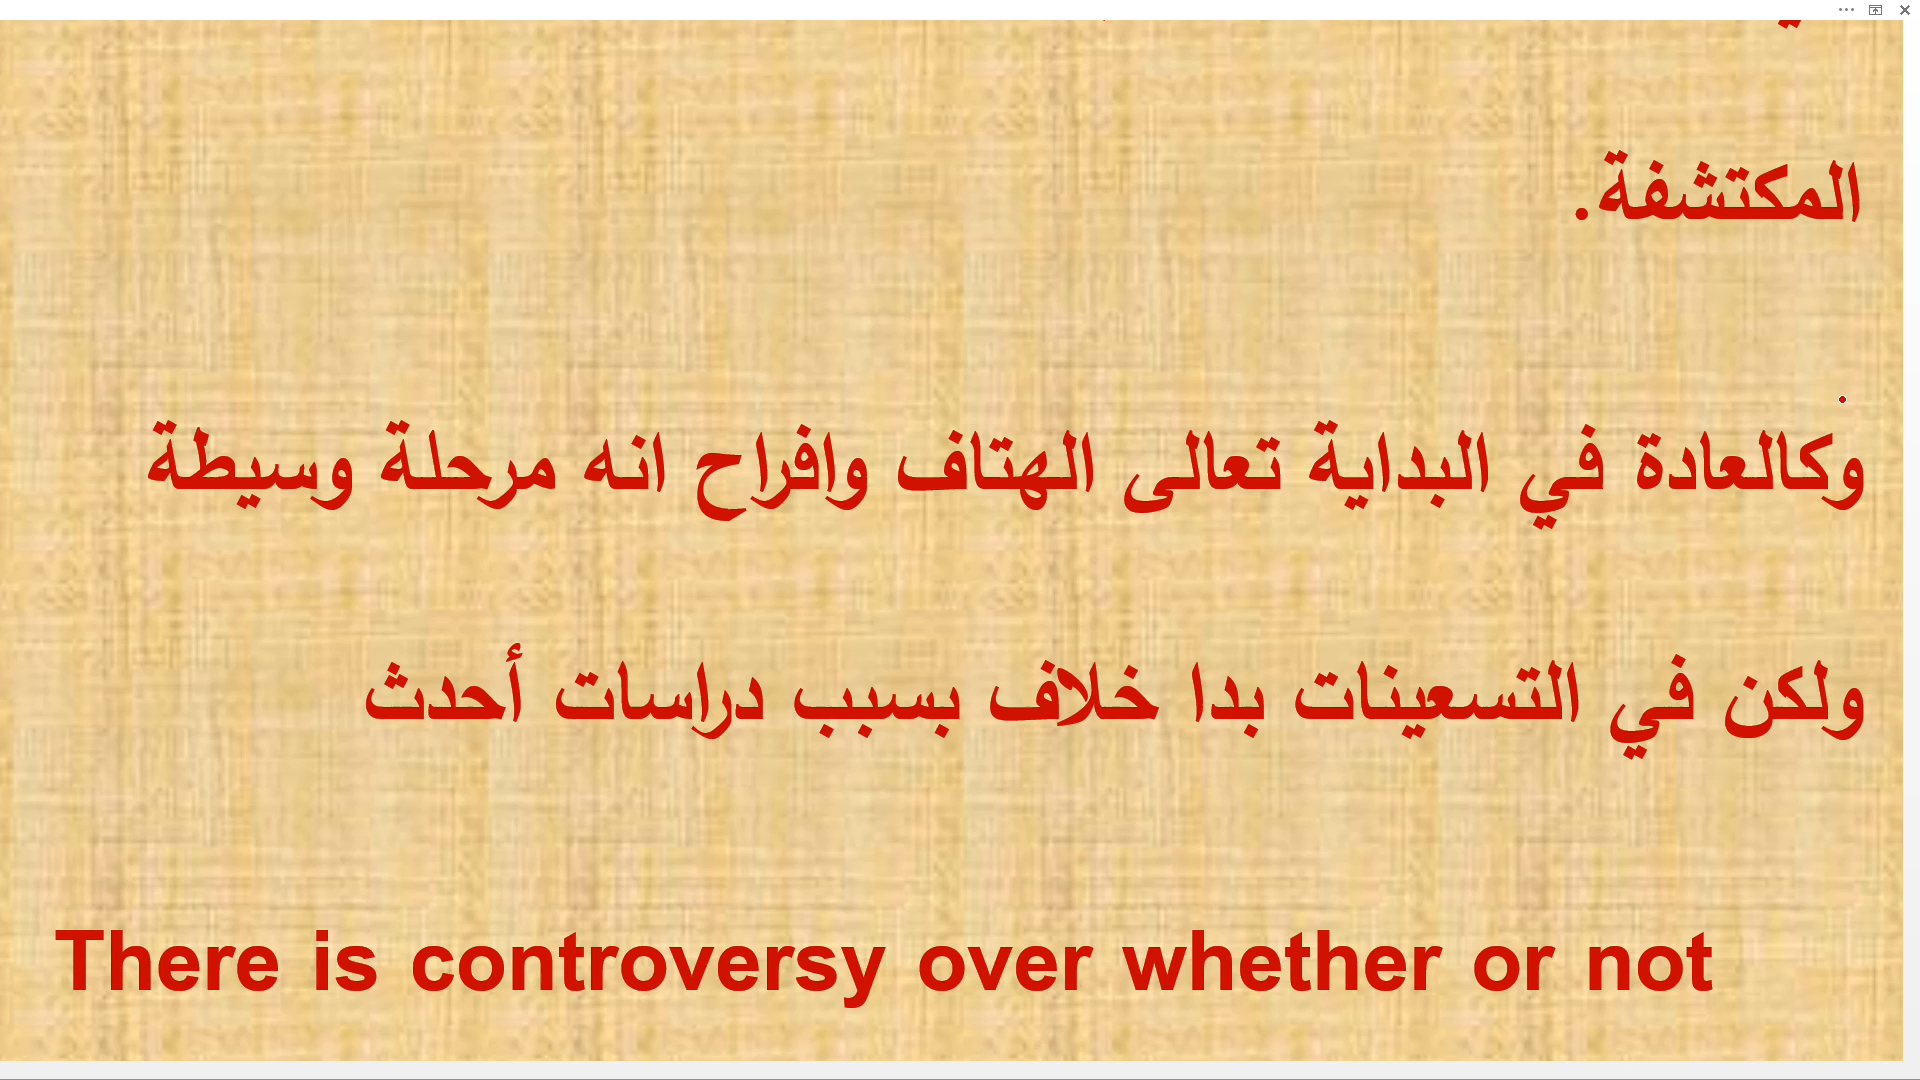 المكتشفة.
وكالعادة في البداية تعالى الهتاف وافراح انه مرحلة وسيطة
ولكن في التسعينات بدا خلاف بسبب دراسات أحدث
There is controversy over whether or not